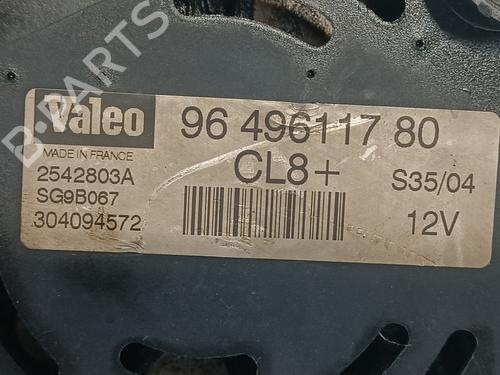 Valeo
MADE IN FRANCE
2542803A
SG9B067
304094572
96 496117 80
CL8+
S35/04
12V
B-PARTS